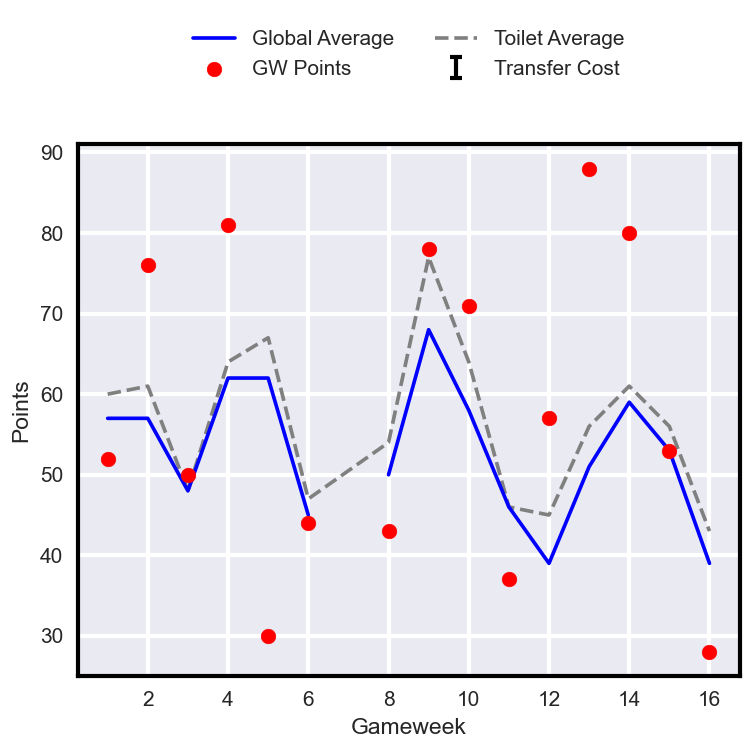 Global Average
Toilet Average
GW Points
Transfer Cost
90
80
70
60
50
40
30
Points
2 4 6 8 10 12 14 16
Gameweek